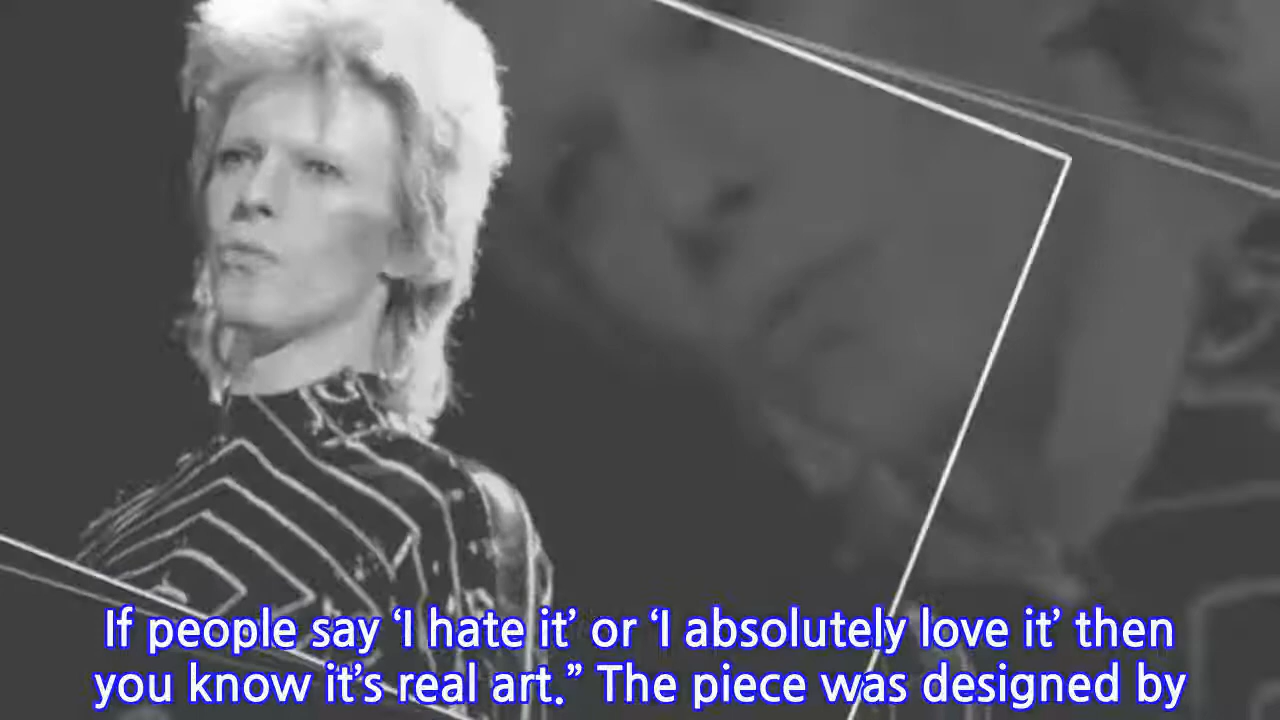 If people say ‘I hate it’ or ‘I absolutely love it’ then
you know it’s real art.” The piece was designed by